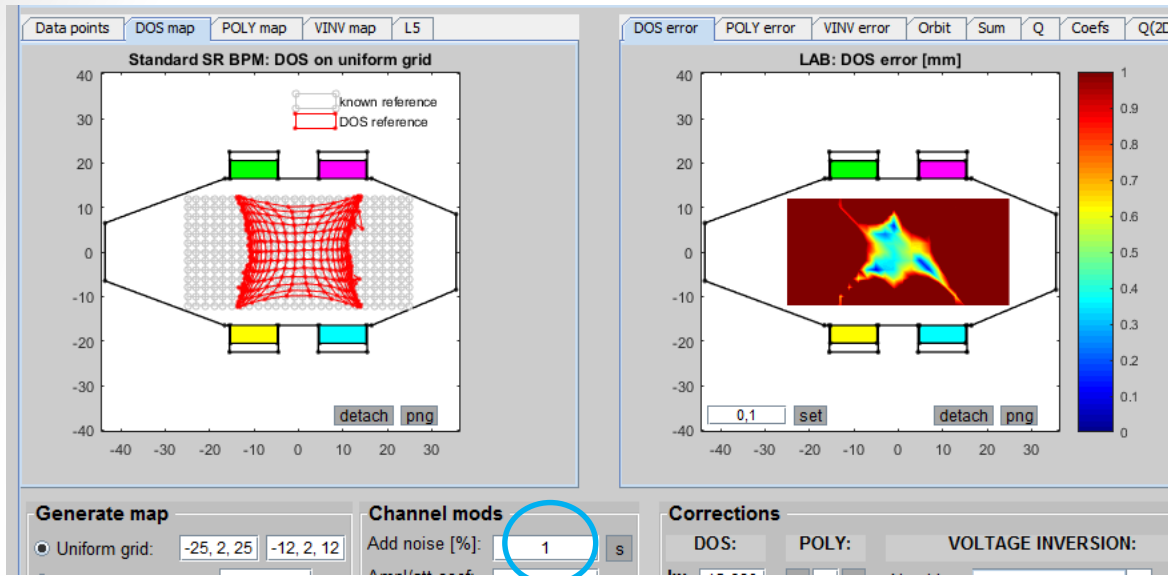 Data points DOS map POLY map VINV map L5
DOS error POLY error VINV error Orbit Sum Q Coefs Q(2D
Standard SR BPM: DOS on uniform grid
known reference
DOS reference
40
30
20
10
0
-10
-20
-30
-40
-40 -30 -20 -10 0 10 20 30
detach png
LAB: DOS error [mm]
40
30
20
10
0
-10
-20
-30
-40
-40 -30 -20 -10 0 10 20 30
0,1 set detach png
1
0.9
0.8
0.7
0.6
0.5
0.4
0.3
0.2
0.1
0
Generate map
Uniform grid: -25, 2, 25 -12, 2, 12
Channel mods
Add noise [%]: 1 s
Corrections
DOS: POLY: VOLTAGE INVERSION: